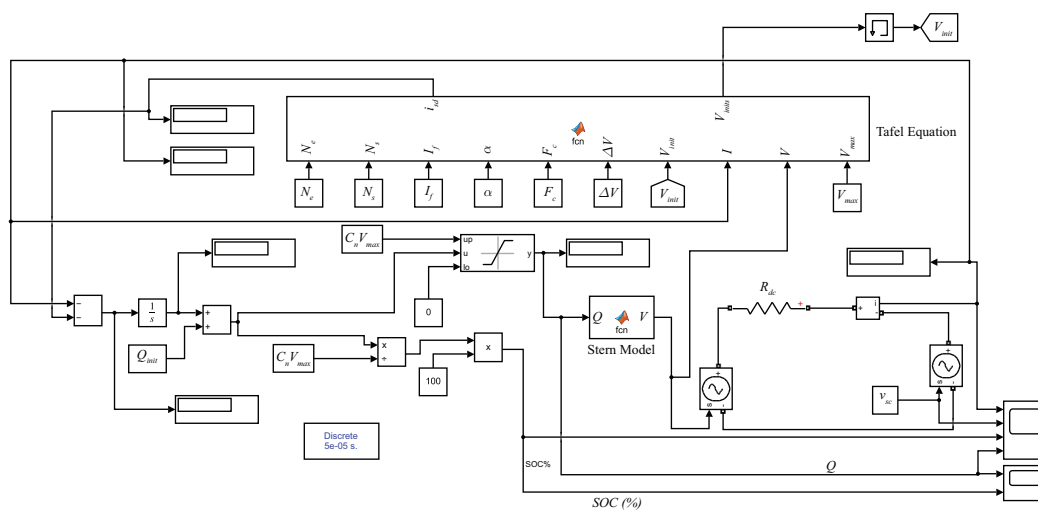 V_init
i_sd
V_inits
N_e
N_s
I_f
α
F_c
ΔV
V_init
I
V
V_max
fcn
Tafel Equation
N_e
N_s
I_f
α
F_c
ΔV
V_init
V_max
C_n V_max
up
u
lo
y
0
1
s
+
+
−
−
Q_init
C_n V_max
x
÷
100
x
Q
fcn
V
Stern Model
R_dc
+
+
i
-
+
s
-
+
s
-
v_sc
Discrete
5e-05 s.
SOC%
Q
SOC (%)